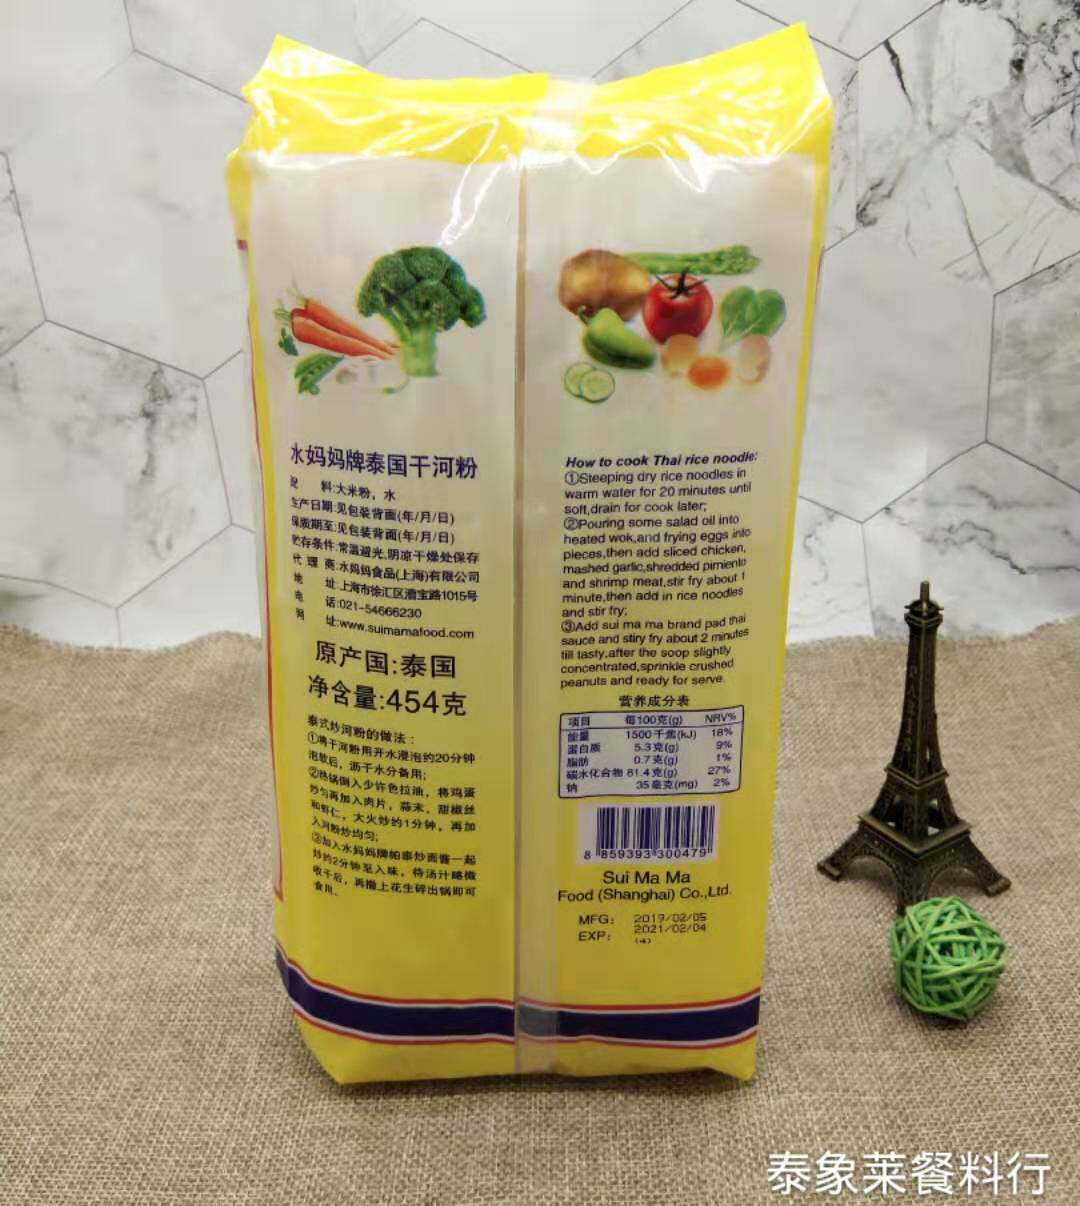 水妈妈牌泰国干河粉
料:大米粉，水
生产日期:见包装背面(年/月/日)
保质期至:见包装背面(年/月/日)
贮存条件:常温避光,阴凉干燥处保存
代 理 商:水妈妈食品(上海)有限公司
地 址:上海市徐汇区漕宝路1015号
电 话:021-54666230
网 址:www.suimamafood.com
原产国:泰国
净含量:454克
泰式炒河粉的做法：
①将干河粉用开水浸泡约20分钟
泡软后，沥干水分备用;
②热锅倒入少许色拉油，将鸡蛋
炒匀再加入肉片，蒜末，甜椒丝
和虾仁，大火炒约1分钟，再加
入河粉炒均匀;
③加入水妈妈牌帕泰炒面酱一起
炒约2分钟至入味，待汤汁略微
收干后，再撒上花生碎出锅即可
食用。
How to cook Thai rice noodle:
①Steeping dry rice noodles in
warm water for 20 minutes until
soft,drain for cook later;
②Pouring some salad oil into
heated wok,and frying eggs into
pieces,then add sliced chicken,
mashed garlic,shredded pimiento
and shrimp meat,stir fry about 1
minute,then add in rice noodles
and stir fry;
③Add sui ma ma brand pad thai
sauce and stiry fry about 2 minutes
till tasty,after the soop slightly
concentrated,sprinkle crushed
peanuts and ready for serve.
营养成分表
项目 每100克(g) NRV%
能量 1500千焦(kJ) 18%
蛋白质 5.3克(g) 9%
脂肪 0.7克(g) 1%
碳水化合物 81.4克(g) 27%
钠 35毫克(mg) 2%
8 859393 300479
Sui Ma Ma
Food (Shanghai) Co.,Ltd.
MFG: 2019/02/05
EXP: 2021/02/04
(4)
PARIS
泰象莱餐料行